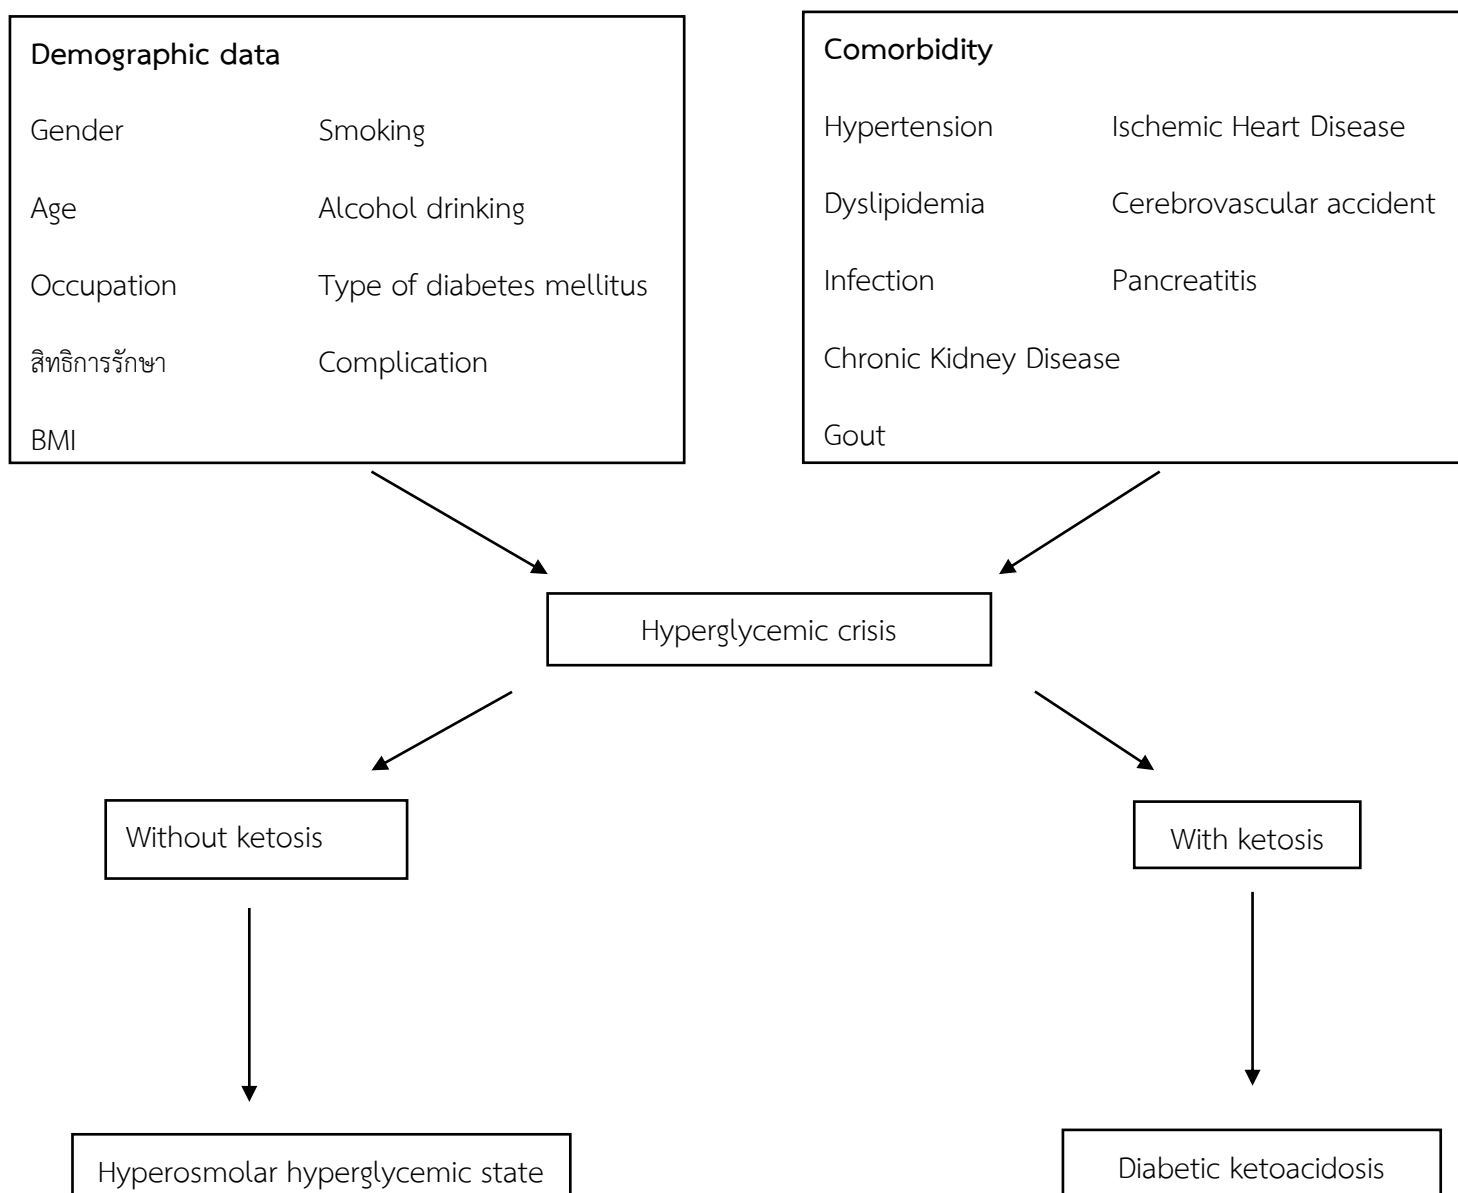 Demographic data
Gender Smoking
Age Alcohol drinking
Occupation Type of diabetes mellitus
สิทธิการรักษา Complication
BMI
Comorbidity
Hypertension Ischemic Heart Disease
Dyslipidemia Cerebrovascular accident
Infection Pancreatitis
Chronic Kidney Disease
Gout
Hyperglycemic crisis
Without ketosis
With ketosis
Hyperosmolar hyperglycemic state
Diabetic ketoacidosis